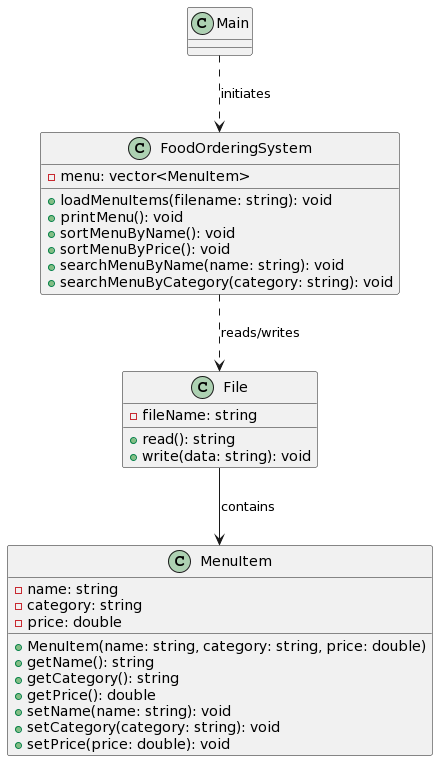 C Main
initiates
C FoodOrderingSystem
menu: vector<MenuItem>
loadMenuItems(filename: string): void
printMenu(): void
sortMenuByName(): void
sortMenuByPrice(): void
searchMenuByName(name: string): void
searchMenuByCategory(category: string): void
reads/writes
C File
fileName: string
read(): string
write(data: string): void
contains
C MenuItem
name: string
category: string
price: double
MenuItem(name: string, category: string, price: double)
getName(): string
getCategory(): string
getPrice(): double
setName(name: string): void
setCategory(category: string): void
setPrice(price: double): void